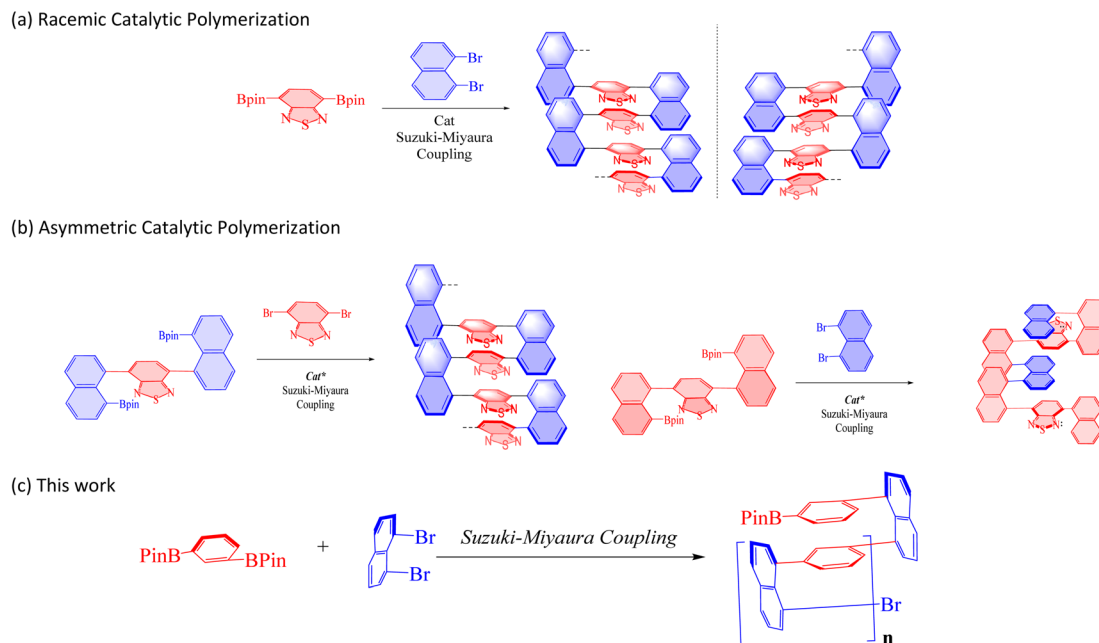 (a) Racemic Catalytic Polymerization
Br
Br
Bpin
Bpin
N
S
N
Cat
Suzuki-Miyaura
Coupling
N
S
N
N
S
N
N
S
N
N
S
N
N
S
N
N
S
N
N
S
N
N
S
N
(b) Asymmetric Catalytic Polymerization
Bpin
N
S
N
Bpin
Br
Br
N
S
N
Cat*
Suzuki-Miyaura
Coupling
N
S
N
N
S
N
N
S
N
N
S
N
Bpin
N
S
N
Bpin
Br
Br
Cat*
Suzuki-Miyaura
Coupling
S
N
N
N
S
N:
(c) This work
PinB
BPin
+
Br
Br
Suzuki-Miyaura Coupling
PinB
Br
n